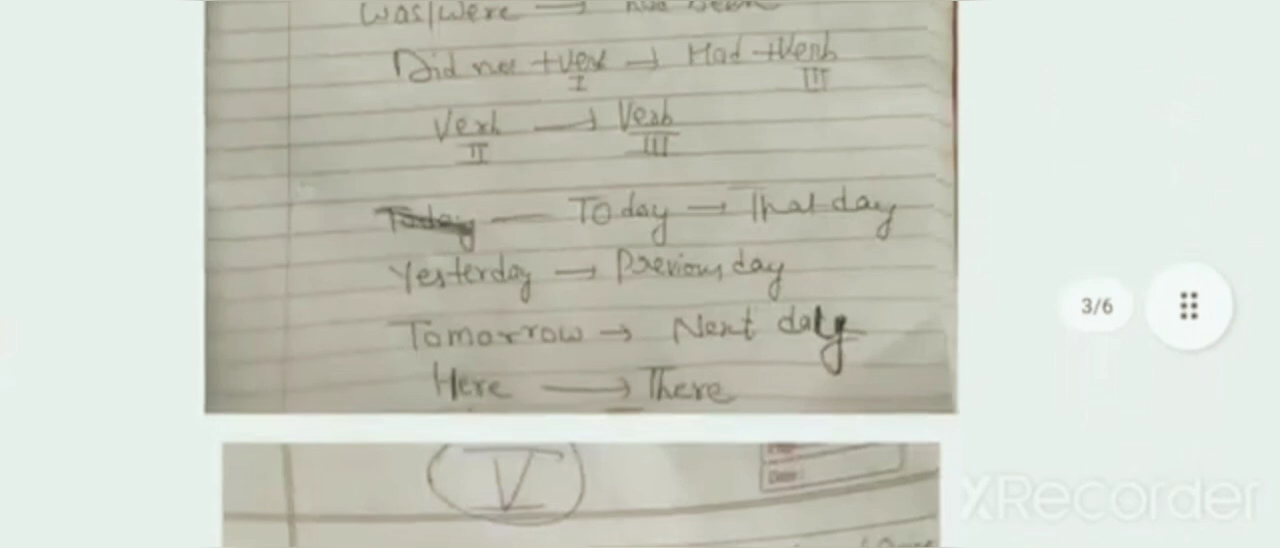 Was/were →
Did not + Verb → Had + Verb
I III
Verb → Verb
II III
Today → That day
Yesterday → Previous day
Tomorrow → Next day
Here → There
3/6
V
Date:
XRecorder